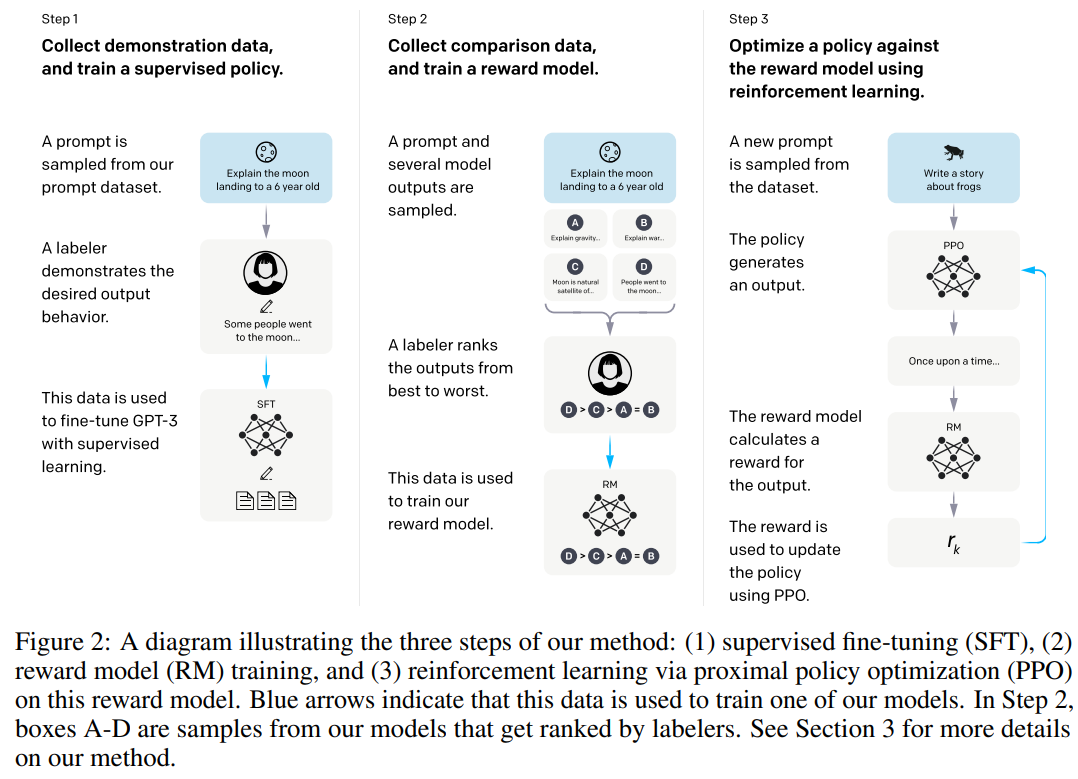 Step 1
Collect demonstration data,
and train a supervised policy.
A prompt is
sampled from our
prompt dataset.
Explain the moon
landing to a 6 year old
A labeler
demonstrates the
desired output
behavior.
Some people went
to the moon...
This data is used
to fine-tune GPT-3
with supervised
learning.
SFT
Step 2
Collect comparison data,
and train a reward model.
A prompt and
several model
outputs are
sampled.
Explain the moon
landing to a 6 year old
A
Explain gravity...
B
Explain war...
C
Moon is natural
satellite of...
D
People went to
the moon...
A labeler ranks
the outputs from
best to worst.
D > C > A = B
This data is used
to train our
reward model.
RM
D > C > A = B
Step 3
Optimize a policy against
the reward model using
reinforcement learning.
A new prompt
is sampled from
the dataset.
Write a story
about frogs
The policy
generates
an output.
PPO
Once upon a time...
The reward model
calculates a
reward for
the output.
RM
The reward is
used to update
the policy
using PPO.
rk
Figure 2: A diagram illustrating the three steps of our method: (1) supervised fine-tuning (SFT), (2)
reward model (RM) training, and (3) reinforcement learning via proximal policy optimization (PPO)
on this reward model. Blue arrows indicate that this data is used to train one of our models. In Step 2,
boxes A-D are samples from our models that get ranked by labelers. See Section 3 for more details
on our method.